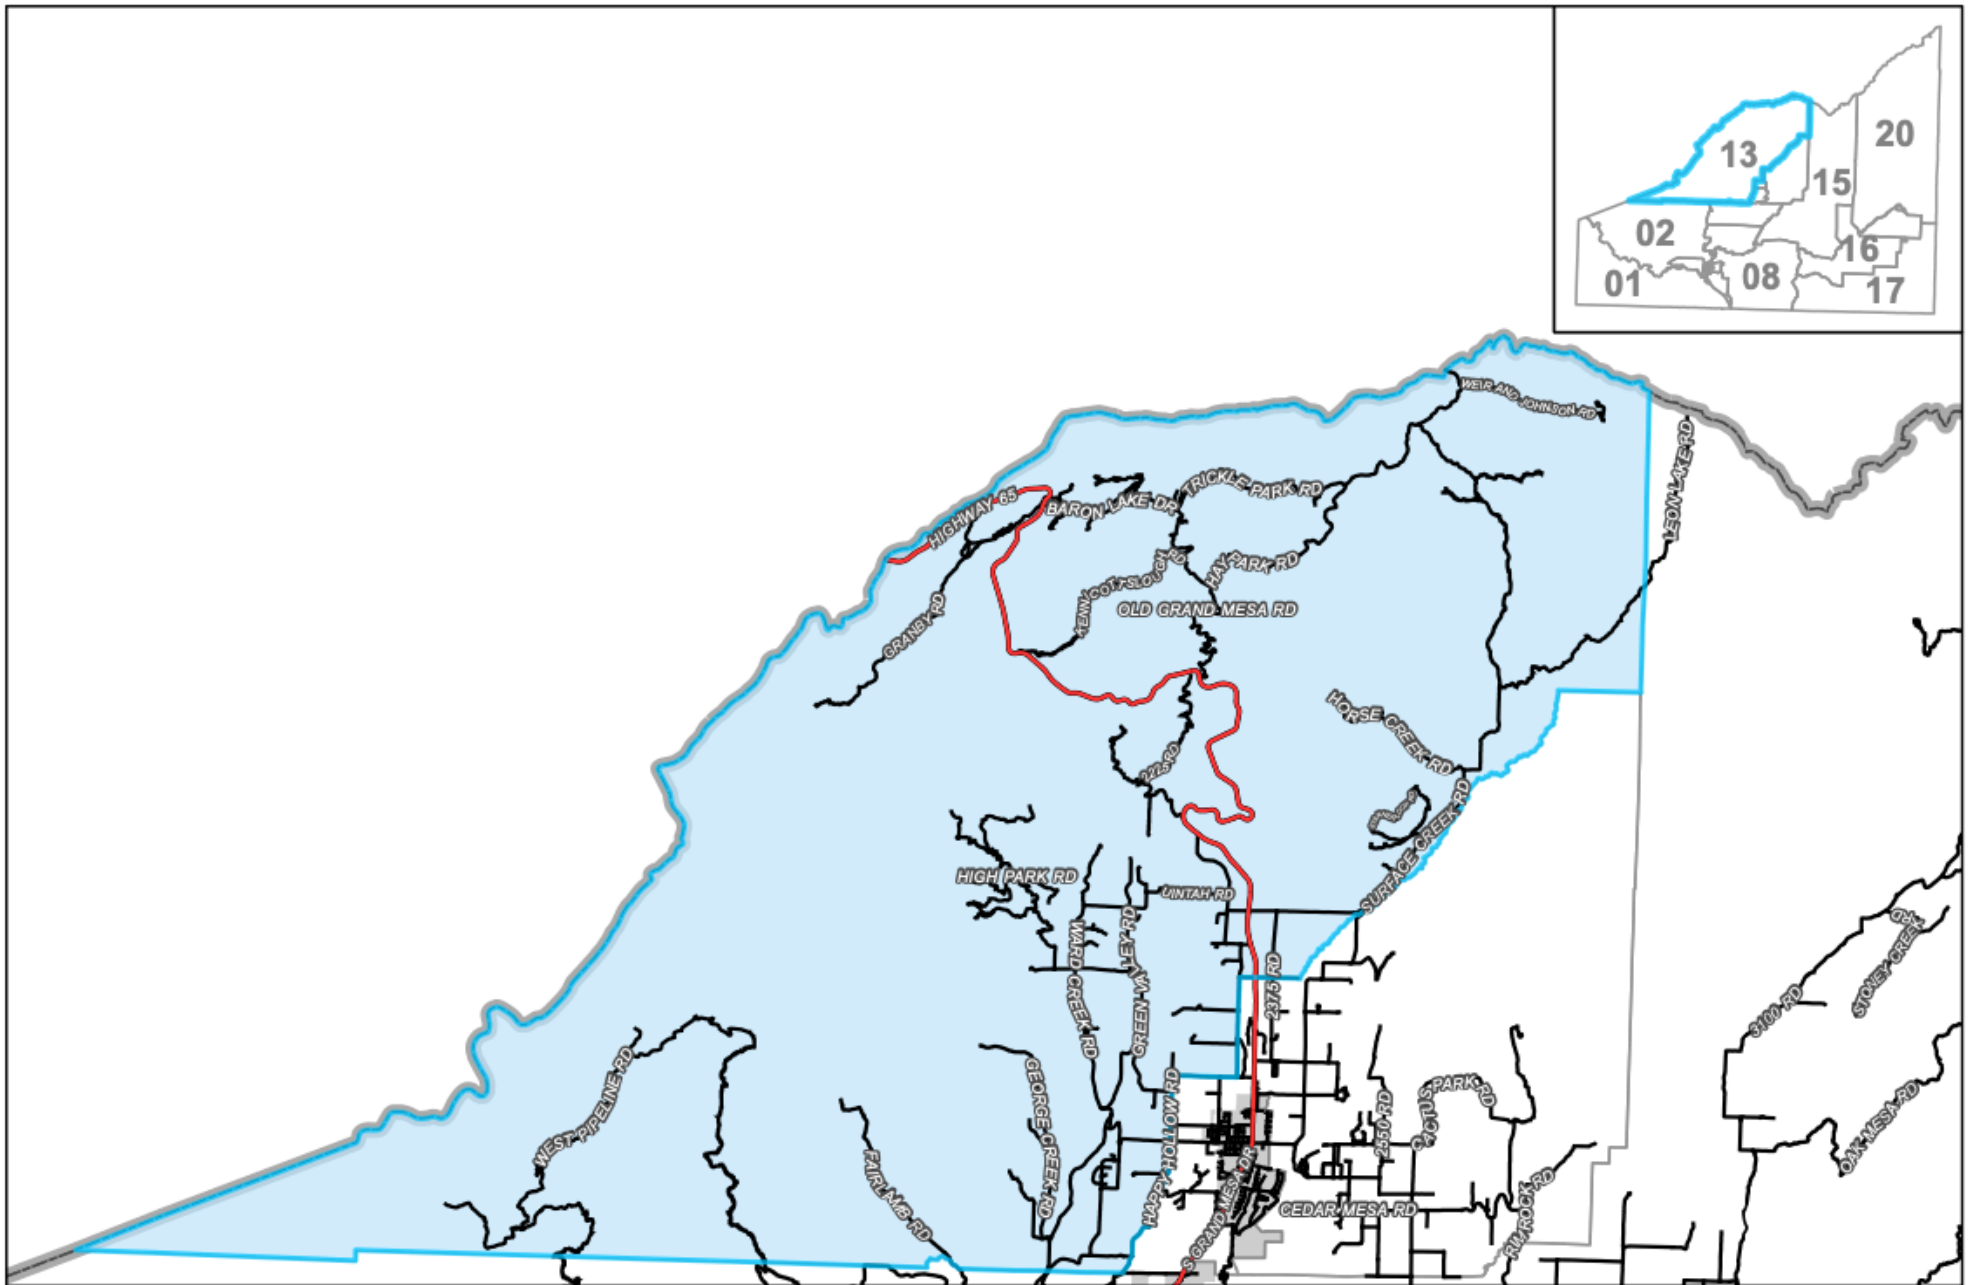 20
13
15
02
16
08
01
17
WEIR AND JOHNSON RD
LEON LAKE RD
TRICKLE PARK RD
HIGHWAY 65
BARON LAKE DR
HAY PARK RD
OLD GRAND MESA RD
GRANBY RD
HORSE CREEK RD
SURFACE CREEK RD
HIGH PARK RD
UINTAH RD
WARD CREEK RD
GREEN VALLEY RD
2375 RD
STONEY CREEK RD
3100 RD
WEST PIPELINE RD
GEORGE CREEK RD
HAPPY HOLLOW RD
2550 RD
CACTUS PARK RD
OAK MESA RD
FAIRLAMB RD
S GRAND MESA DR
CEDAR MESA RD
RIMROCK RD